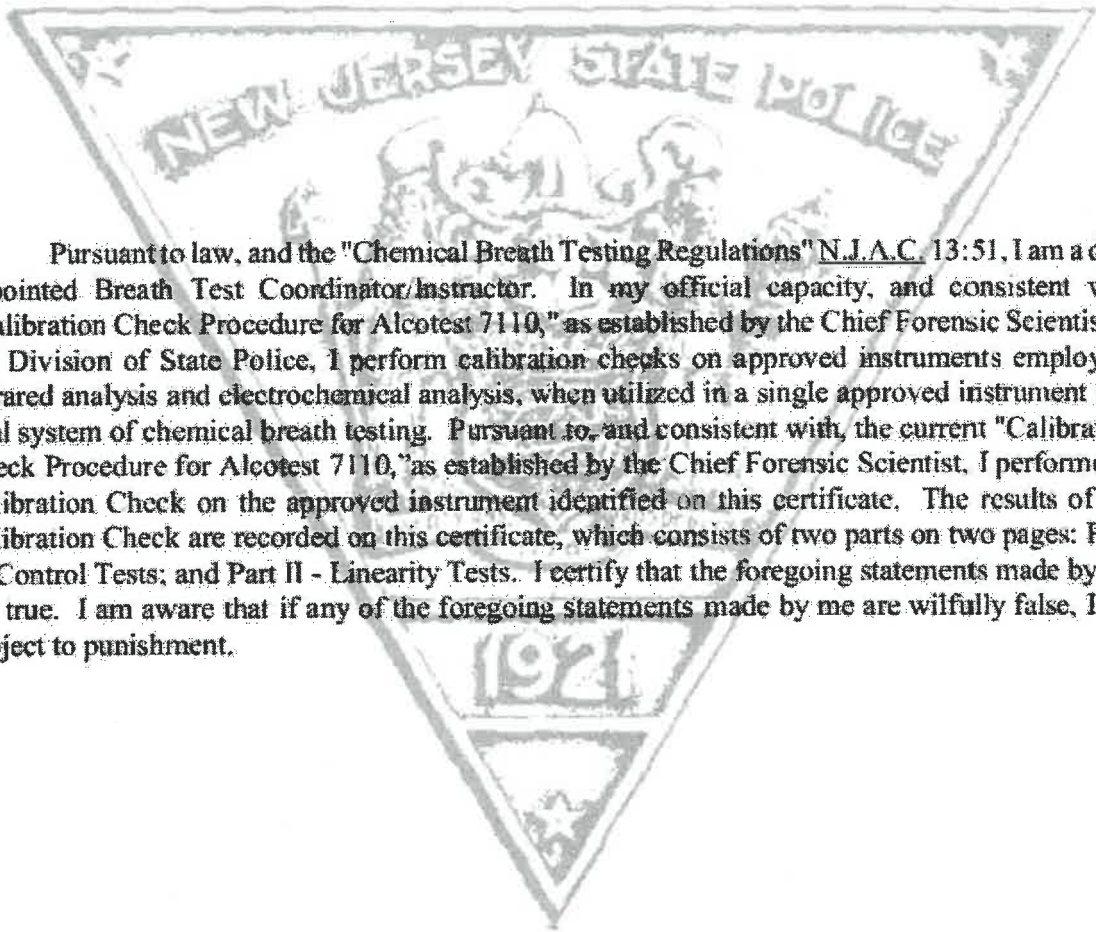 NEW JERSEY STATE POLICE
Pursuant to law, and the "Chemical Breath Testing Regulations" N.J.A.C. 13:51, I am a d
pointed Breath Test Coordinator/Instructor. In my official capacity, and consistent
alibration Check Procedure for Alcotest 7110," as established by the Chief Forensic Scientis
Division of State Police, I perform calibration checks on approved instruments employ
rared analysis and electrochemical analysis, when utilized in a single approved instrument
al system of chemical breath testing. Pursuant to, and consistent with, the current "Calibra
eck Procedure for Alcotest 7110," as established by the Chief Forensic Scientist, I performe
libration Check on the approved instrument identified on this certificate. The results of
libration Check are recorded on this certificate, which consists of two parts on two pages:
Control Tests; and Part II - Linearity Tests. I certify that the foregoing statements made by
true. I am aware that if any of the foregoing statements made by me are wilfully false, I
ject to punishment.
1921